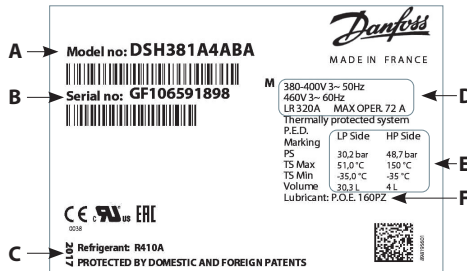 Danfoss
MADE IN FRANCE
A
Model no: DSH381A4ABA
B
Serial no: GF106591898
M
380-400V 3~ 50Hz
460V 3~ 60Hz
LR 320A MAX OPER. 72 A
D
Thermally protected system
P.E.D.
Marking LP Side HP Side
PS 30,2 bar 48,7 bar
TS Max 51,0 °C 150 °C
TS Min -35,0 °C -35 °C
Volume 30,3 L 4 L
E
Lubricant: P.O.E. 160PZ
F
CE c RU us EAC
0038
C
2017
Refrigerant: R410A
PROTECTED BY DOMESTIC AND FOREIGN PATENTS